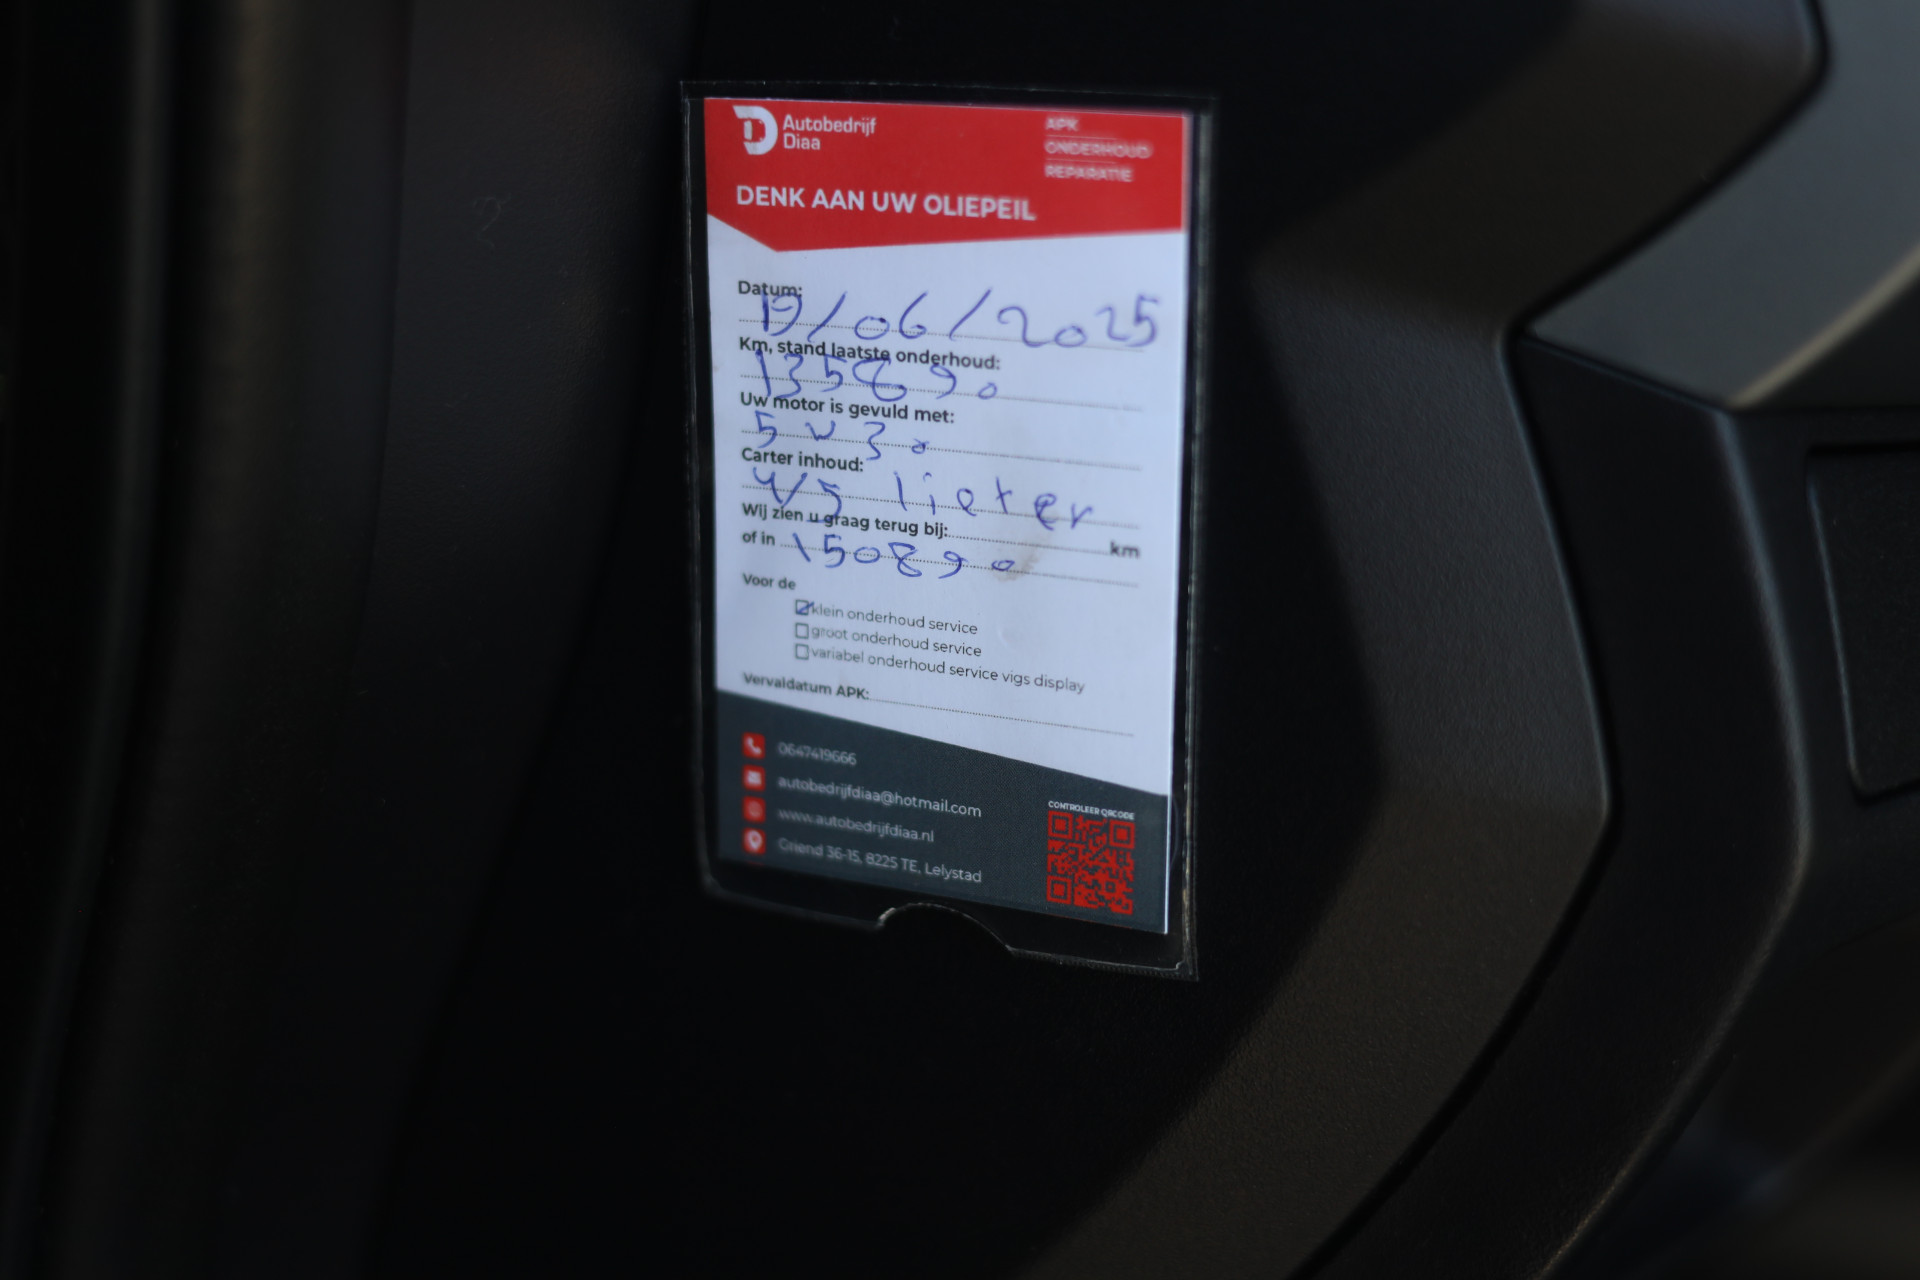 Autobedrijf
Diaa
APK
ONDERHOUD
REPARATIE
DENK AAN UW OLIEPEIL
Datum:
19/06/2025
Km, stand laatste onderhoud:
135890
Uw motor is gevuld met:
5 W 30
Carter inhoud:
4/5 lieter
Wij zien u graag terug bij: km
of in 150890
Voor de
klein onderhoud service
groot onderhoud service
variabel onderhoud service vlgs display
Vervaldatum APK:
0647419666
autobedrijfdiaa@hotmail.com
www.autobedrijfdiaa.nl
Griend 36-15, 8225 TE, Lelystad
CONTROLEER QRCODE